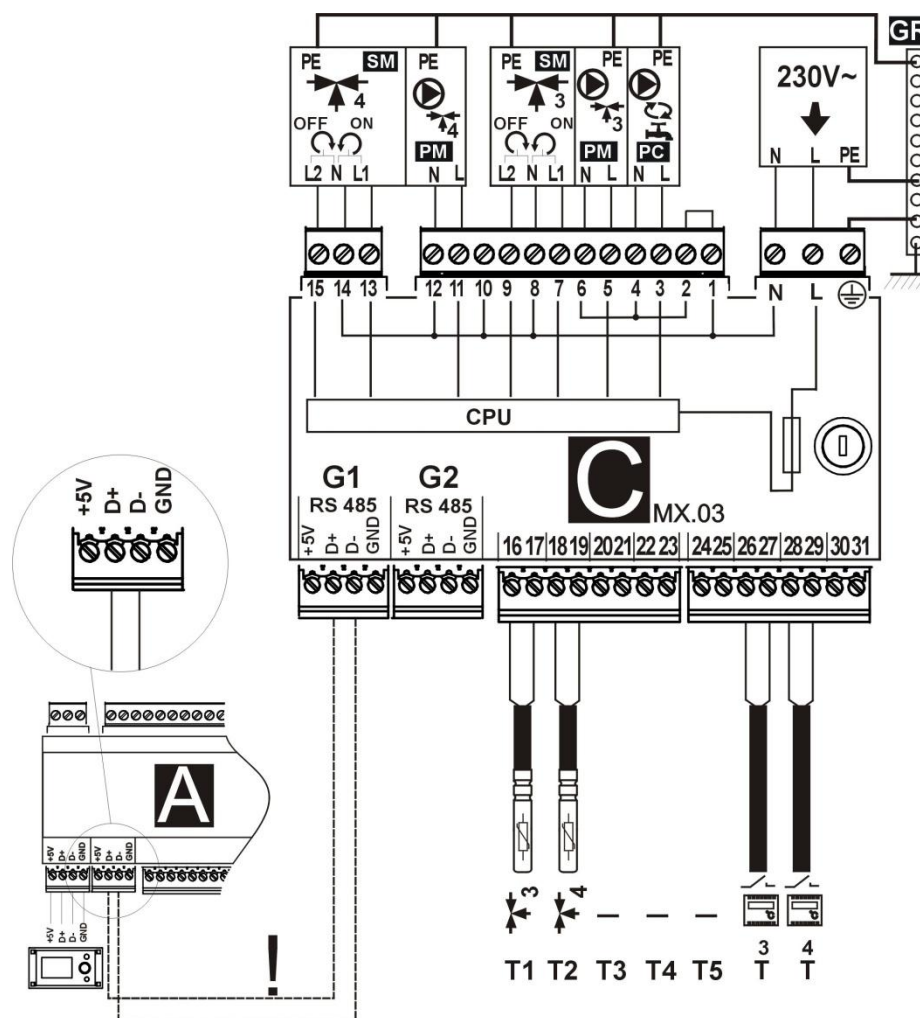 GR
PE SM PE PE SM PE PE
230V~
4 4 3 3
OFF ON OFF ON
PM PM PC
N L PE
L2 N L1 N L L2 N L1 N L N L
15 14 13 12 11 10 9 8 7 6 5 4 3 2 1 N L
CPU
C
MX.03
G1 G2
RS 485 RS 485
+5V D+ D- GND +5V D+ D- GND
16 17 18 19 20 21 22 23 24 25 26 27 28 29 30 31
+5V D+ D- GND
A
+5V D+ D- GND +5V D+ D- GND
+5V D+ D- GND
!
3 4 — — — °C °C
3 4
T1 T2 T3 T4 T5 T T